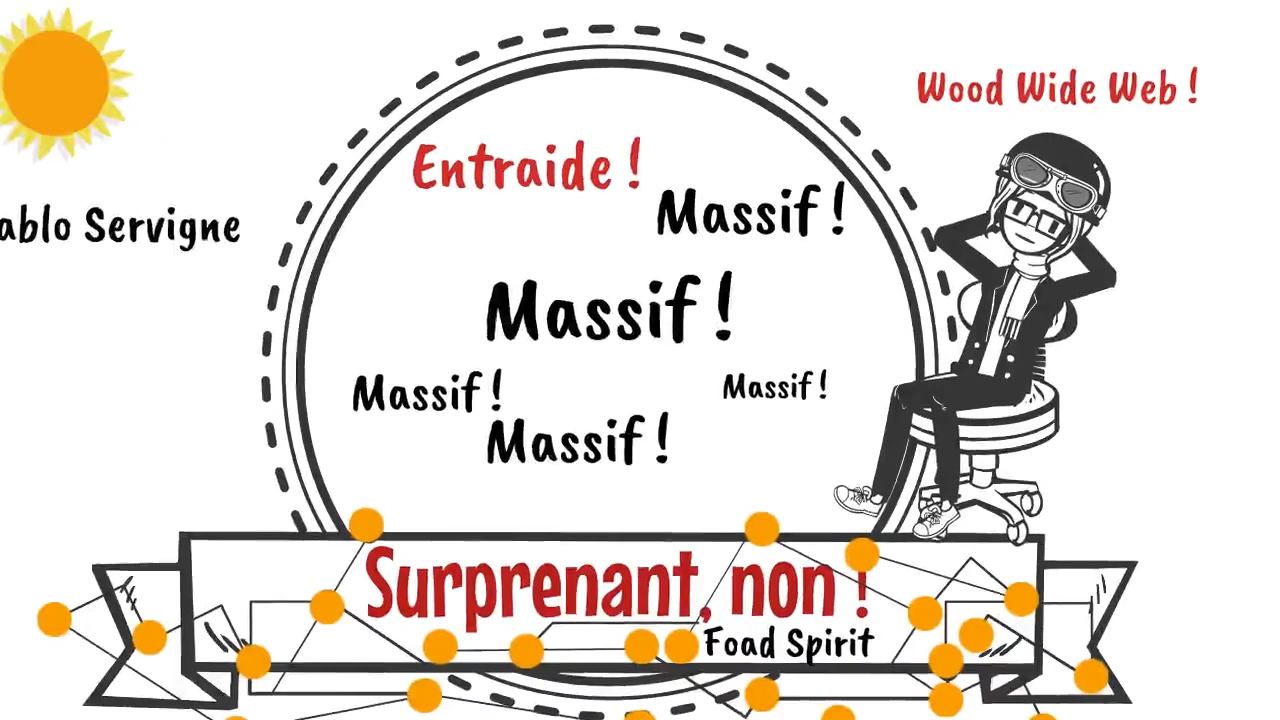 Wood Wide Web !
Entraide !
Massif !
ablo Servigne
Massif !
Massif !
Massif !
Massif !
Surprenant, non !
Foad Spirit